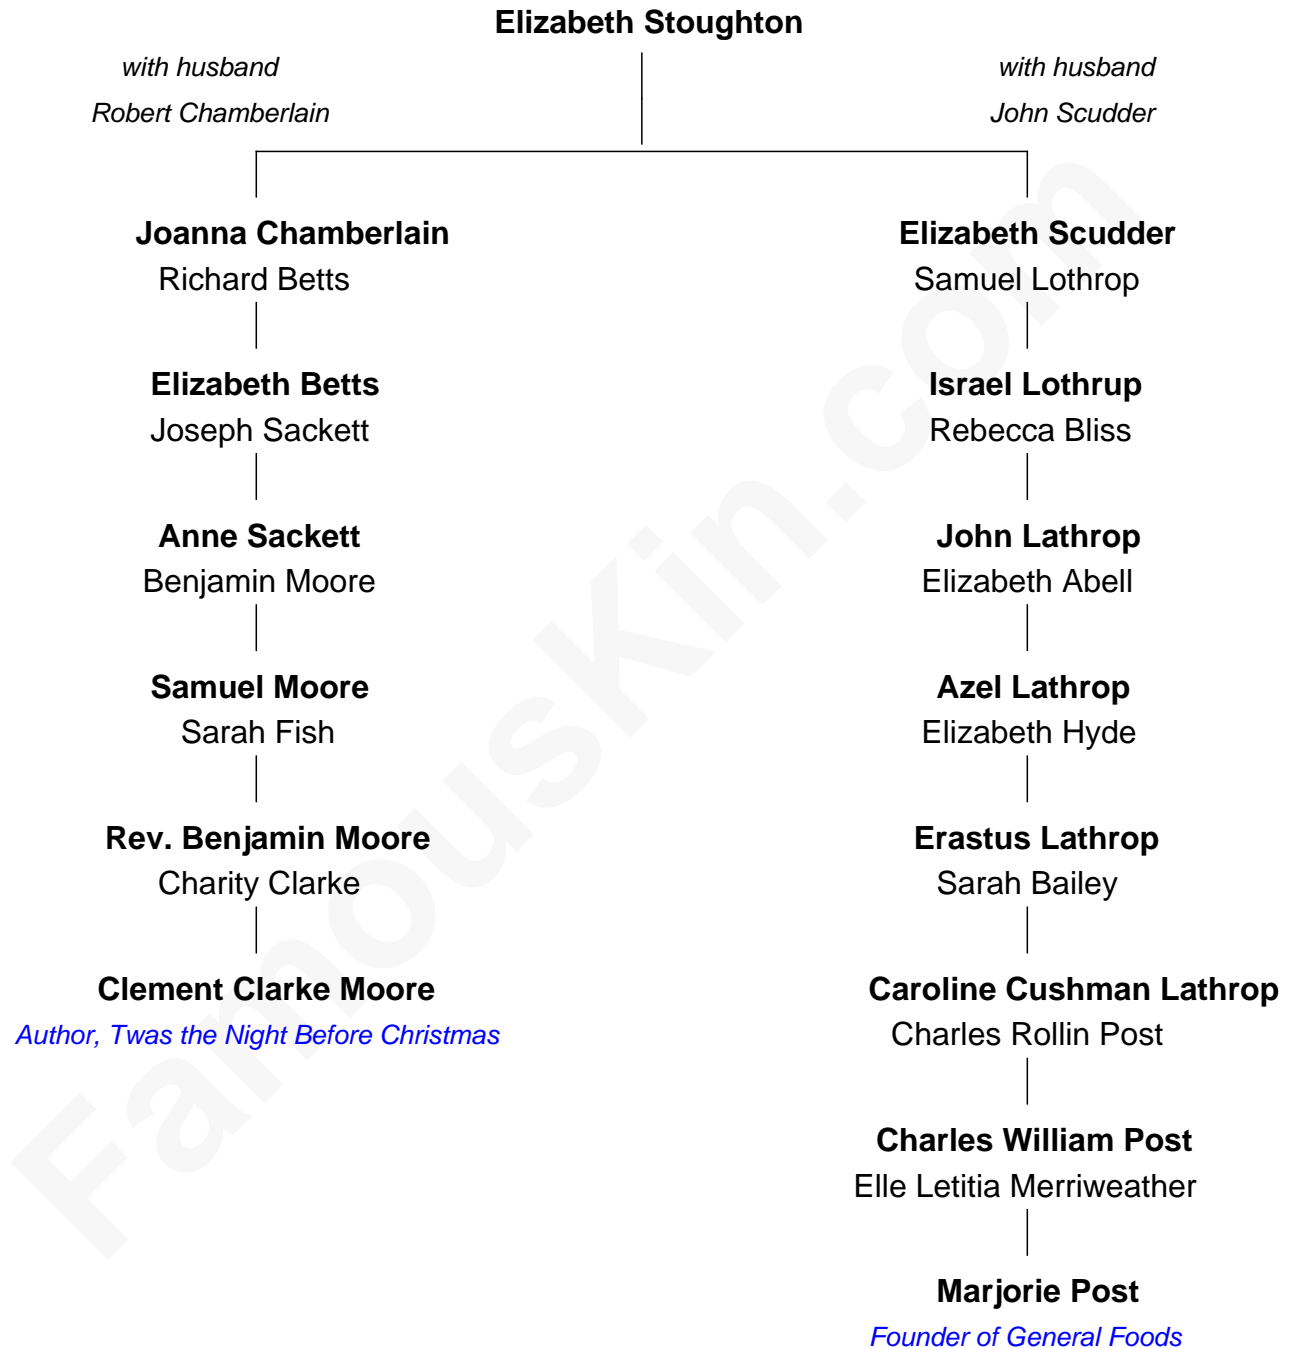 Elizabeth Stoughton
with husband
Robert Chamberlain
with husband
John Scudder
Joanna Chamberlain
Richard Betts
Elizabeth Scudder
Samuel Lothrop
Elizabeth Betts
Joseph Sackett
Israel Lothrup
Rebecca Bliss
Anne Sackett
Benjamin Moore
John Lathrop
Elizabeth Abell
Samuel Moore
Sarah Fish
Azel Lathrop
Elizabeth Hyde
Rev. Benjamin Moore
Charity Clarke
Erastus Lathrop
Sarah Bailey
Clement Clarke Moore
Author, Twas the Night Before Christmas
Caroline Cushman Lathrop
Charles Rollin Post
Charles William Post
Elle Letitia Merriweather
Marjorie Post
Founder of General Foods
FamousKin.com